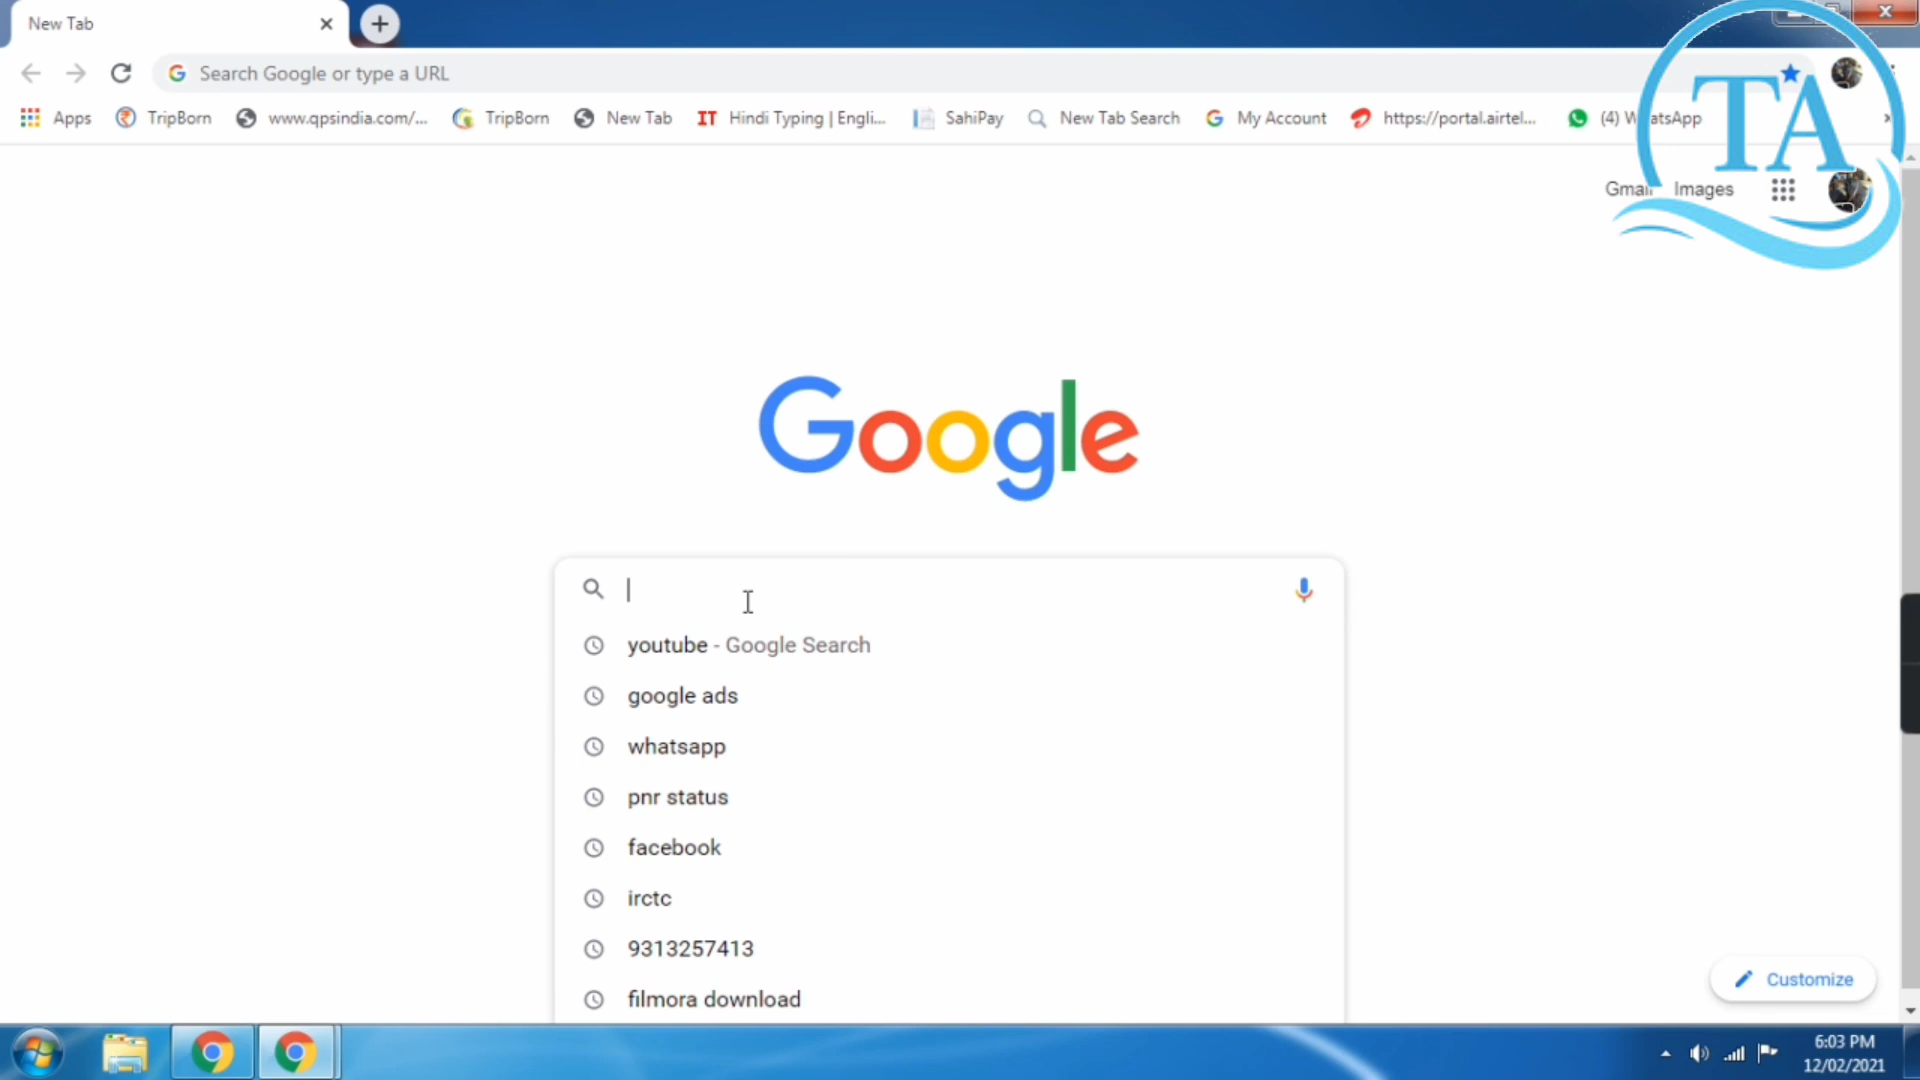 New Tab
Search Google or type a URL
Apps TripBorn www.qpsindia.com/... TripBorn New Tab IT Hindi Typing | Engli... SahiPay New Tab Search My Account https://portal.airtel... (4) WhatsApp
TA
Gmail Images
Google
youtube - Google Search
google ads
whatsapp
pnr status
facebook
irctc
9313257413
filmora download
Customize
6:03 PM
12/02/2021